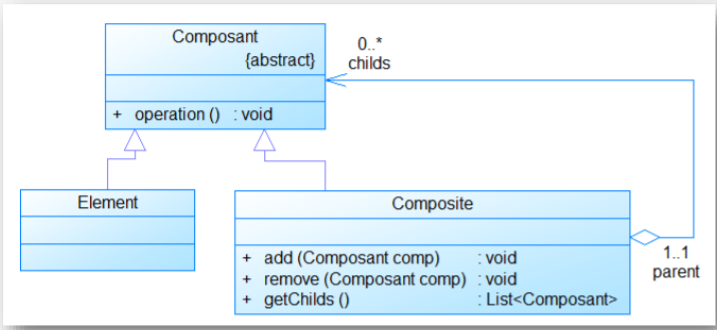 Composant
{abstract}
0..*
childs
+ operation () : void
Element
Composite
+ add (Composant comp) : void
+ remove (Composant comp) : void
+ getChilds () : List<Composant>
1..1
parent